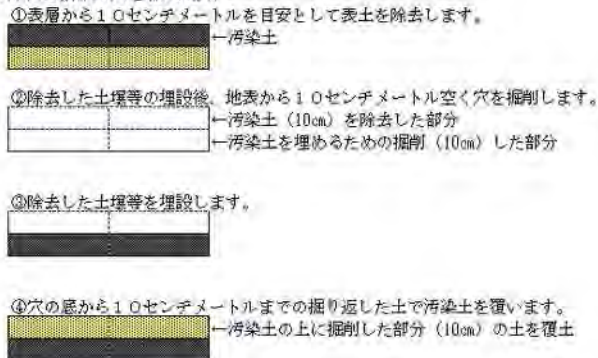 ①表層から10センチメートルを目安として表土を除去します。
←汚染土
②除去した土壌等の埋設後、地表から10センチメートル空く穴を掘削します。
←汚染土（10㎝）を除去した部分
←汚染土を埋めるための掘削（10㎝）した部分
③除去した土壌等を埋設します。
④穴の底から10センチメートルまでの掘り返した土で汚染土を覆います。
←汚染土の上に掘削した部分（10㎝）の土を覆土